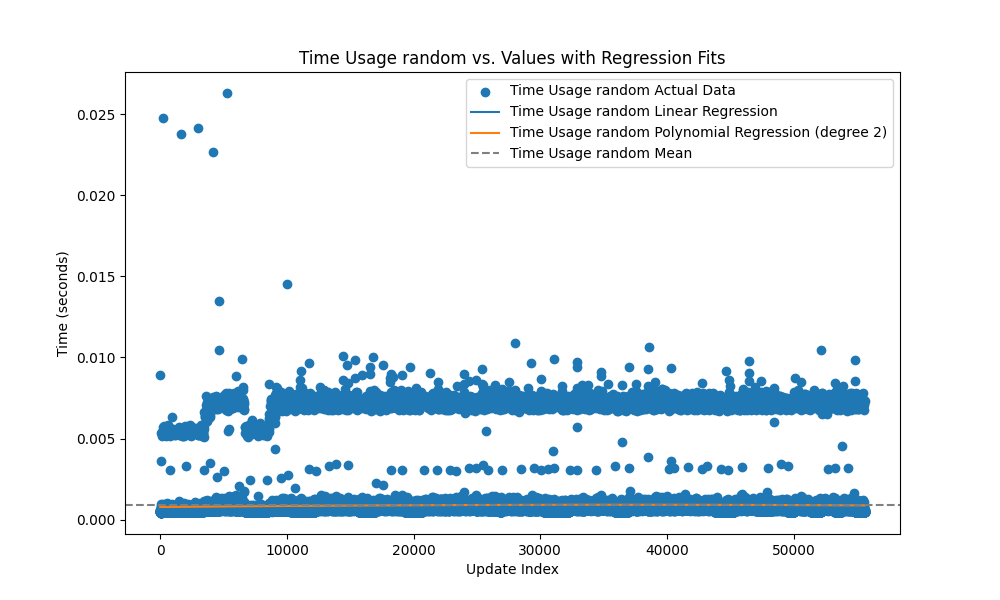 Time Usage random vs. Values with Regression Fits
Time Usage random Actual Data
Time Usage random Linear Regression
Time Usage random Polynomial Regression (degree 2)
Time Usage random Mean
Time (seconds)
0.025
0.020
0.015
0.010
0.005
0.000
0
10000
20000
30000
40000
50000
Update Index